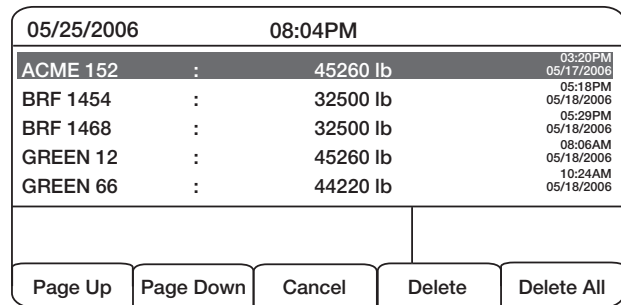 05/25/2006 08:04PM
ACME 152 : 45260 lb 03:20PM 05/17/2006
BRF 1454 : 32500 lb 05:18PM 05/18/2006
BRF 1468 : 32500 lb 05:29PM 05/18/2006
GREEN 12 : 45260 lb 08:06AM 05/18/2006
GREEN 66 : 44220 lb 10:24AM 05/18/2006
Page Up Page Down Cancel Delete Delete All